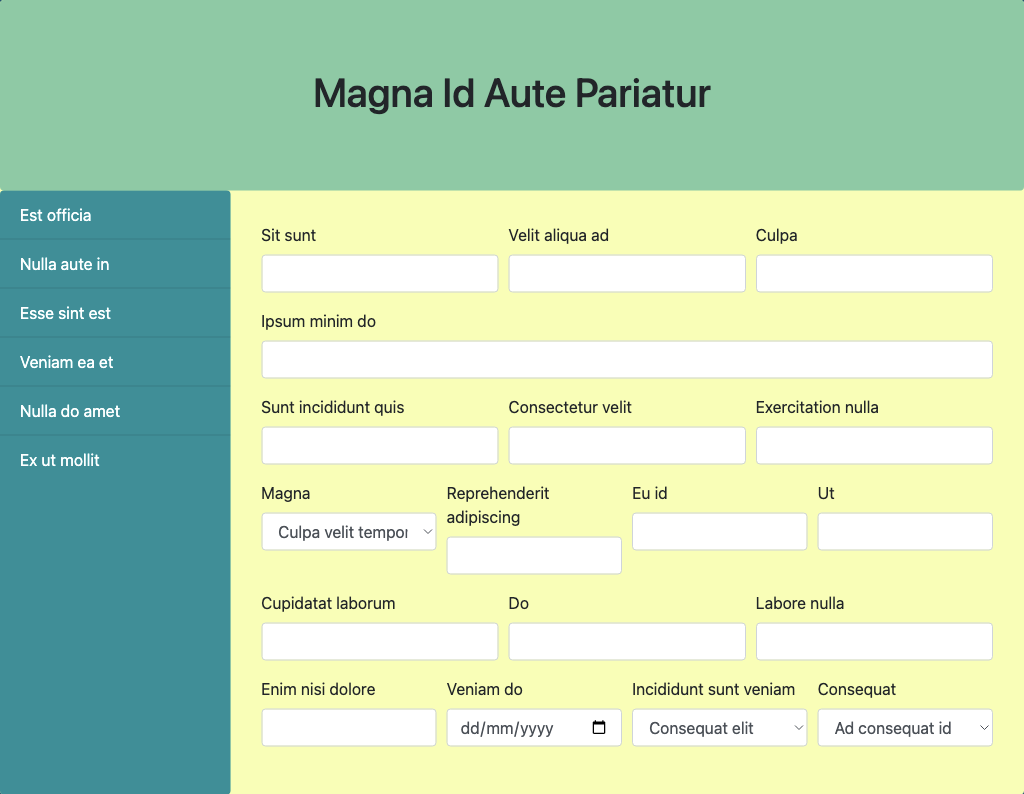 Magna Id Aute Pariatur
Est officia
Nulla aute in
Esse sint est
Veniam ea et
Nulla do amet
Ex ut mollit
Sit sunt
Velit aliqua ad
Culpa
Ipsum minim do
Sunt incididunt quis
Consectetur velit
Exercitation nulla
Magna
Culpa velit tempor
Reprehenderit
adipiscing
Eu id
Ut
Cupidatat laborum
Do
Labore nulla
Enim nisi dolore
Veniam do
dd/mm/yyyy
Incididunt sunt veniam
Consequat elit
Consequat
Ad consequat id